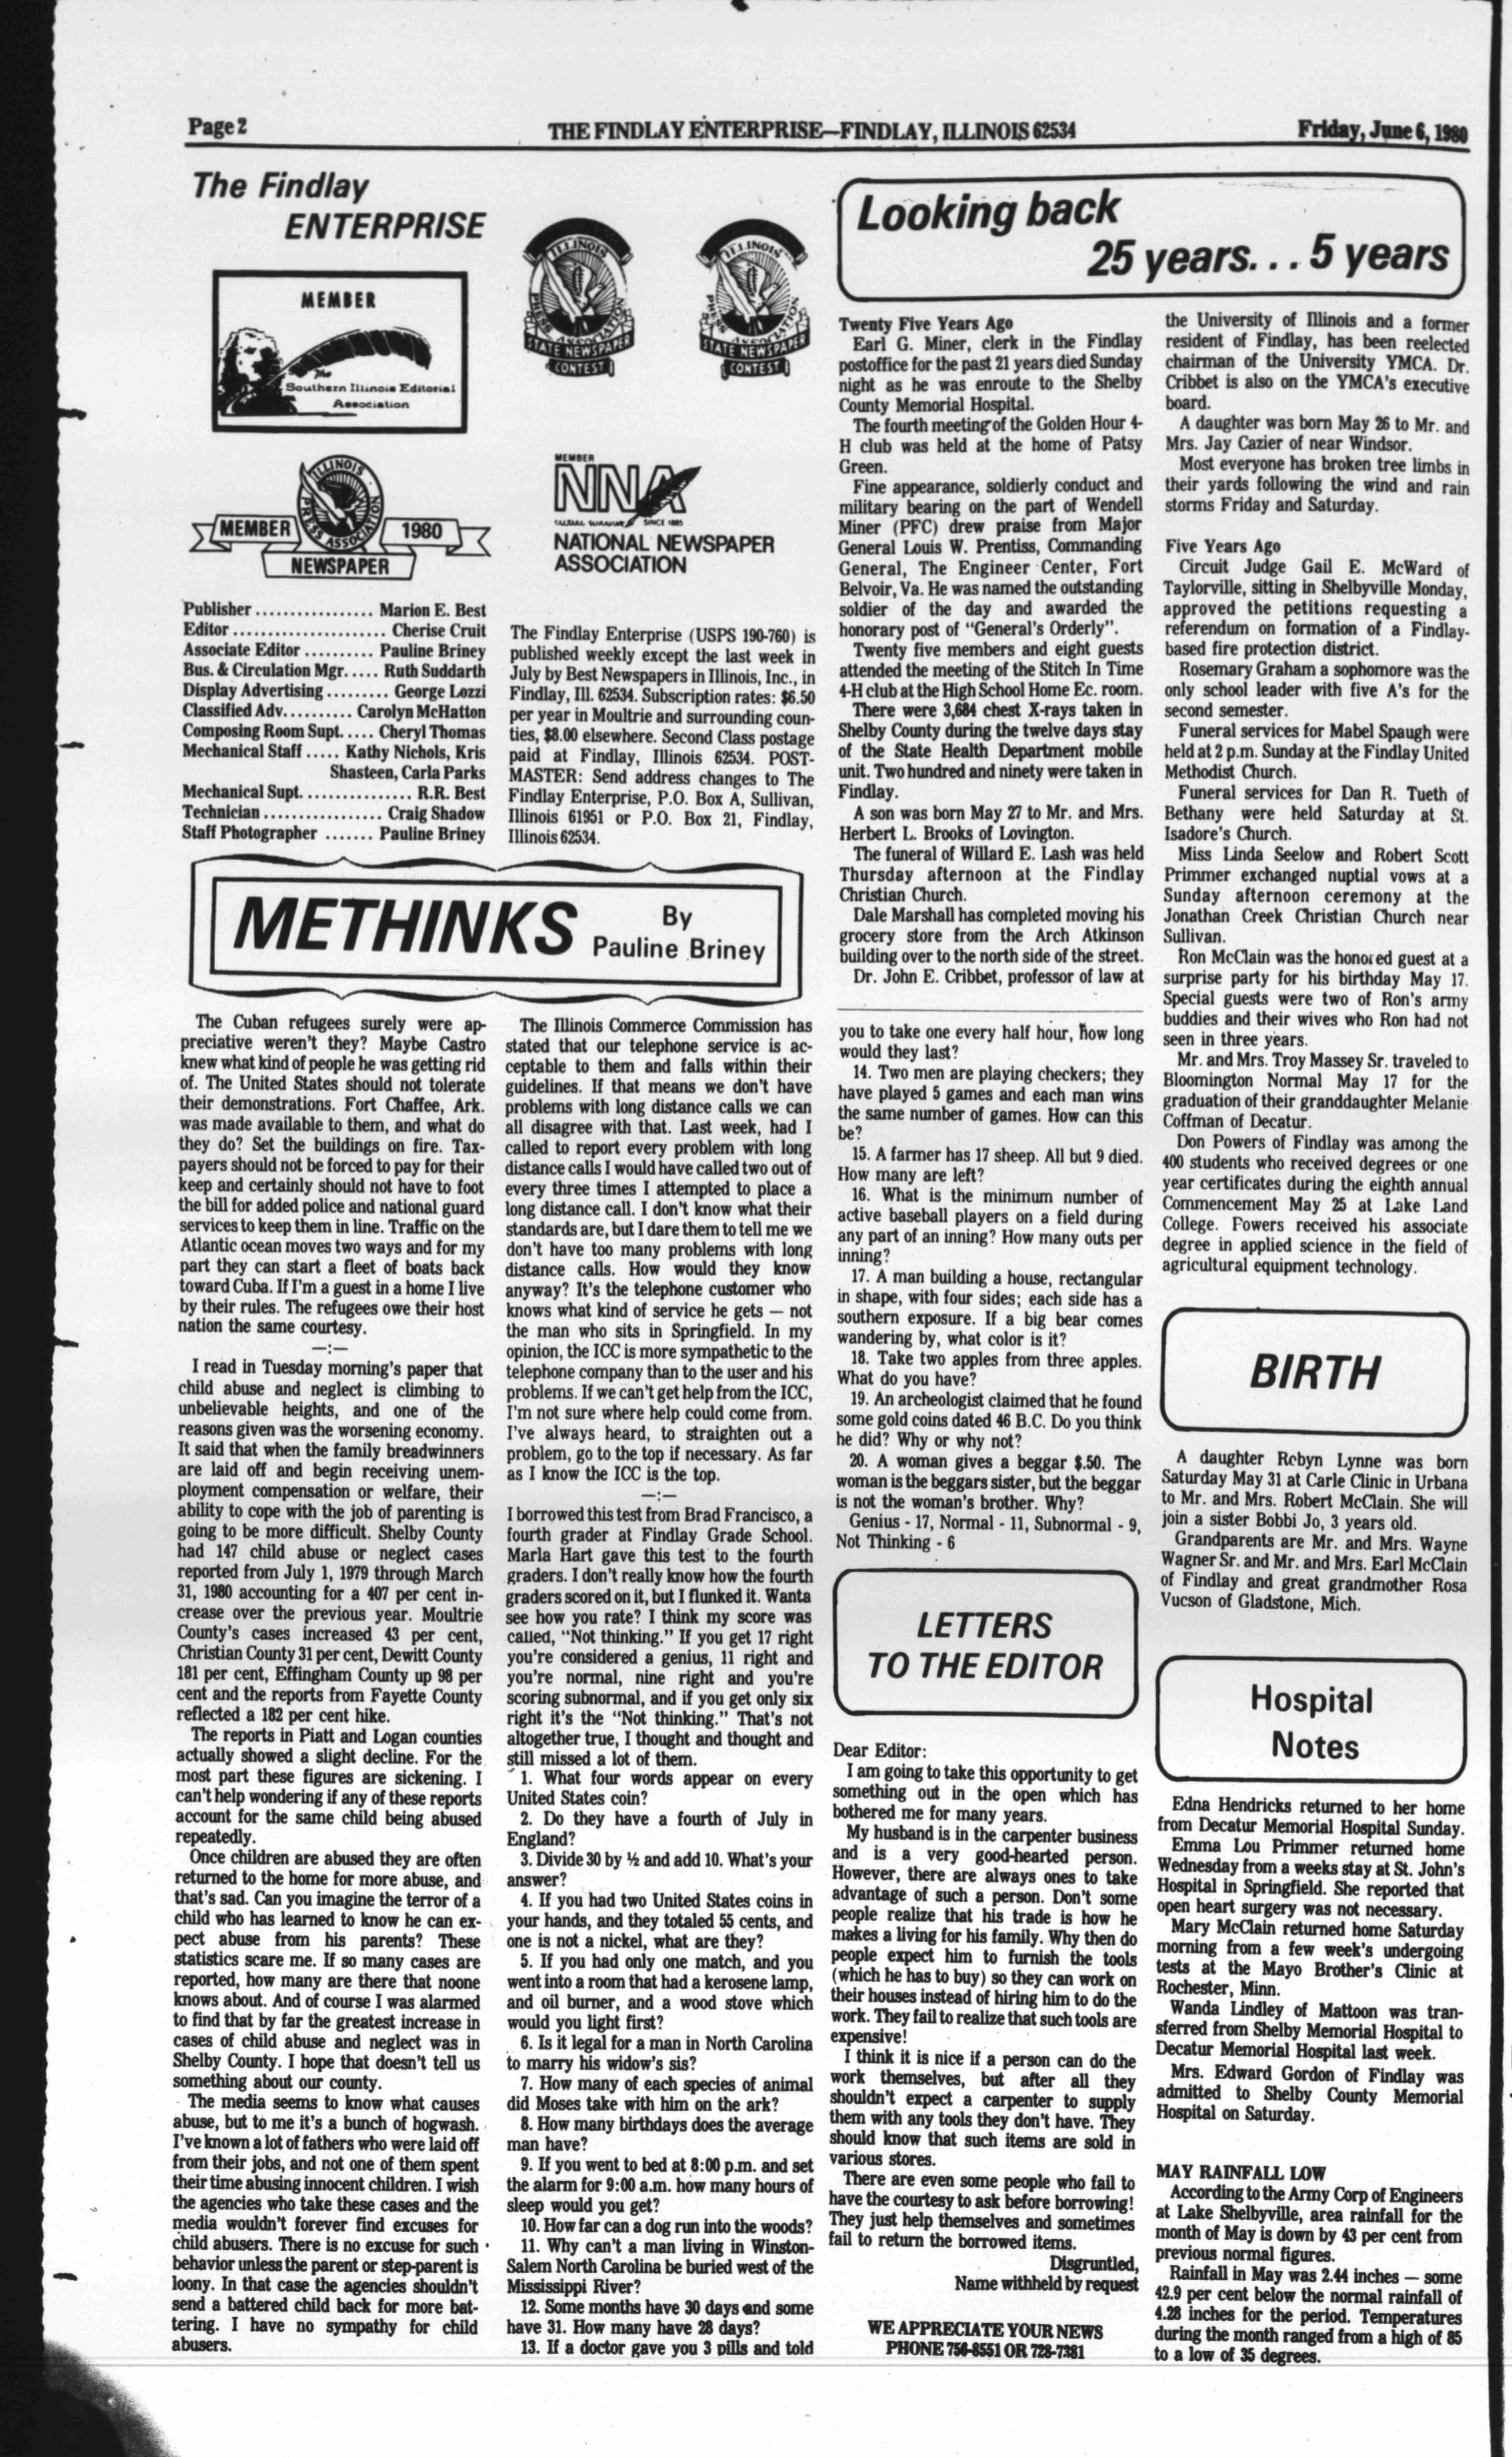 Page 2
THE FINDLAY ENTERPRISE—FINDLAY, ILLINOIS 62534
Friday, June 6, 1980
The Findlay
ENTERPRISE
MEMBER
The
Southern Illinois Editorial
Association
ILLINOIS
PRESS ASSOCIATION
STATE NEWSPAPER
CONTEST
ILLINOIS
PRESS ASSOCIATION
STATE NEWSPAPER
CONTEST
ILLINOIS
PRESS ASSOCIATION
MEMBER
1980
NEWSPAPER
MEMBER
NNA
SINCE 1885
NATIONAL NEWSPAPER
ASSOCIATION
Publisher ................ Marion E. Best
Editor ...................... Cherise Cruit
Associate Editor .......... Pauline Briney
Bus. & Circulation Mgr. .... Ruth Suddarth
Display Advertising ......... George Lozzi
Classified Adv. ......... Carolyn McHatton
Composing Room Supt. .... Cheryl Thomas
Mechanical Staff ..... Kathy Nichols, Kris
Shasteen, Carla Parks
Mechanical Supt. ............... R.R. Best
Technician ................. Craig Shadow
Staff Photographer ....... Pauline Briney
The Findlay Enterprise (USPS 190-760) is
published weekly except the last week in
July by Best Newspapers in Illinois, Inc., in
Findlay, Ill. 62534. Subscription rates: $6.50
per year in Moultrie and surrounding coun-
ties, $8.00 elsewhere. Second Class postage
paid at Findlay, Illinois 62534. POST-
MASTER: Send address changes to The
Findlay Enterprise, P.O. Box A, Sullivan,
Illinois 61951 or P.O. Box 21, Findlay,
Illinois 62534.
METHINKS
By
Pauline Briney
The Cuban refugees surely were ap-
preciative weren't they? Maybe Castro
knew what kind of people he was getting rid
of. The United States should not tolerate
their demonstrations. Fort Chaffee, Ark.
was made available to them, and what do
they do? Set the buildings on fire. Tax-
payers should not be forced to pay for their
keep and certainly should not have to foot
the bill for added police and national guard
services to keep them in line. Traffic on the
Atlantic ocean moves two ways and for my
part they can start a fleet of boats back
toward Cuba. If I'm a guest in a home I live
by their rules. The refugees owe their host
nation the same courtesy.
—:—
I read in Tuesday morning's paper that
child abuse and neglect is climbing to
unbelievable heights, and one of the
reasons given was the worsening economy.
It said that when the family breadwinners
are laid off and begin receiving unem-
ployment compensation or welfare, their
ability to cope with the job of parenting is
going to be more difficult. Shelby County
had 147 child abuse or neglect cases
reported from July 1, 1979 through March
31, 1980 accounting for a 407 per cent in-
crease over the previous year. Moultrie
County's cases increased 43 per cent,
Christian County 31 per cent, Dewitt County
181 per cent, Effingham County up 98 per
cent and the reports from Fayette County
reflected a 182 per cent hike.
The reports in Piatt and Logan counties
actually showed a slight decline. For the
most part these figures are sickening. I
can't help wondering if any of these reports
account for the same child being abused
repeatedly.
Once children are abused they are often
returned to the home for more abuse, and
that's sad. Can you imagine the terror of a
child who has learned to know he can ex-
pect abuse from his parents? These
statistics scare me. If so many cases are
reported, how many are there that noone
knows about. And of course I was alarmed
to find that by far the greatest increase in
cases of child abuse and neglect was in
Shelby County. I hope that doesn't tell us
something about our county.
The media seems to know what causes
abuse, but to me it's a bunch of hogwash.
I've known a lot of fathers who were laid off
from their jobs, and not one of them spent
their time abusing innocent children. I wish
the agencies who take these cases and the
media wouldn't forever find excuses for
child abusers. There is no excuse for such
behavior unless the parent or step-parent is
loony. In that case the agencies shouldn't
send a battered child back for more bat-
tering. I have no sympathy for child
abusers.
The Illinois Commerce Commission has
stated that our telephone service is ac-
ceptable to them and falls within their
guidelines. If that means we don't have
problems with long distance calls we can
all disagree with that. Last week, had I
called to report every problem with long
distance calls I would have called two out of
every three times I attempted to place a
long distance call. I don't know what their
standards are, but I dare them to tell me we
don't have too many problems with long
distance calls. How would they know
anyway? It's the telephone customer who
knows what kind of service he gets — not
the man who sits in Springfield. In my
opinion, the ICC is more sympathetic to the
telephone company than to the user and his
problems. If we can't get help from the ICC,
I'm not sure where help could come from.
I've always heard, to straighten out a
problem, go to the top if necessary. As far
as I know the ICC is the top.
—:—
I borrowed this test from Brad Francisco, a
fourth grader at Findlay Grade School.
Marla Hart gave this test to the fourth
graders. I don't really know how the fourth
graders scored on it, but I flunked it. Wanta
see how you rate? I think my score was
called, "Not thinking." If you get 17 right
you're considered a genius, 11 right and
you're normal, nine right and you're
scoring subnormal, and if you get only six
right it's the "Not thinking." That's not
altogether true, I thought and thought and
still missed a lot of them.
1. What four words appear on every
United States coin?
2. Do they have a fourth of July in
England?
3. Divide 30 by ½ and add 10. What's your
answer?
4. If you had two United States coins in
your hands, and they totaled 55 cents, and
one is not a nickel, what are they?
5. If you had only one match, and you
went into a room that had a kerosene lamp,
and oil burner, and a wood stove which
would you light first?
6. Is it legal for a man in North Carolina
to marry his widow's sis?
7. How many of each species of animal
did Moses take with him on the ark?
8. How many birthdays does the average
man have?
9. If you went to bed at 8:00 p.m. and set
the alarm for 9:00 a.m. how many hours of
sleep would you get?
10. How far can a dog run into the woods?
11. Why can't a man living in Winston-
Salem North Carolina be buried west of the
Mississippi River?
12. Some months have 30 days and some
have 31. How many have 28 days?
13. If a doctor gave you 3 pills and told
Looking back
25 years. . . 5 years
Twenty Five Years Ago
Earl G. Miner, clerk in the Findlay
postoffice for the past 21 years died Sunday
night as he was enroute to the Shelby
County Memorial Hospital.
The fourth meeting of the Golden Hour 4-
H club was held at the home of Patsy
Green.
Fine appearance, soldierly conduct and
military bearing on the part of Wendell
Miner (PFC) drew praise from Major
General Louis W. Prentiss, Commanding
General, The Engineer Center, Fort
Belvoir, Va. He was named the outstanding
soldier of the day and awarded the
honorary post of "General's Orderly".
Twenty five members and eight guests
attended the meeting of the Stitch In Time
4-H club at the High School Home Ec. room.
There were 3,684 chest X-rays taken in
Shelby County during the twelve days stay
of the State Health Department mobile
unit. Two hundred and ninety were taken in
Findlay.
A son was born May 27 to Mr. and Mrs.
Herbert L. Brooks of Lovington.
The funeral of Willard E. Lash was held
Thursday afternoon at the Findlay
Christian Church.
Dale Marshall has completed moving his
grocery store from the Arch Atkinson
building over to the north side of the street.
Dr. John E. Cribbet, professor of law at
the University of Illinois and a former
resident of Findlay, has been reelected
chairman of the University YMCA. Dr.
Cribbet is also on the YMCA's executive
board.
A daughter was born May 26 to Mr. and
Mrs. Jay Cazier of near Windsor.
Most everyone has broken tree limbs in
their yards following the wind and rain
storms Friday and Saturday.
Five Years Ago
Circuit Judge Gail E. McWard of
Taylorville, sitting in Shelbyville Monday,
approved the petitions requesting a
referendum on formation of a Findlay-
based fire protection district.
Rosemary Graham a sophomore was the
only school leader with five A's for the
second semester.
Funeral services for Mabel Spaugh were
held at 2 p.m. Sunday at the Findlay United
Methodist Church.
Funeral services for Dan R. Tueth of
Bethany were held Saturday at St.
Isadore's Church.
Miss Linda Seelow and Robert Scott
Primmer exchanged nuptial vows at a
Sunday afternoon ceremony at the
Jonathan Creek Christian Church near
Sullivan.
Ron McClain was the honored guest at a
surprise party for his birthday May 17.
Special guests were two of Ron's army
buddies and their wives who Ron had not
seen in three years.
Mr. and Mrs. Troy Massey Sr. traveled to
Bloomington Normal May 17 for the
graduation of their granddaughter Melanie
Coffman of Decatur.
Don Powers of Findlay was among the
400 students who received degrees or one
year certificates during the eighth annual
Commencement May 25 at Lake Land
College. Powers received his associate
degree in applied science in the field of
agricultural equipment technology.
you to take one every half hour, how long
would they last?
14. Two men are playing checkers; they
have played 5 games and each man wins
the same number of games. How can this
be?
15. A farmer has 17 sheep. All but 9 died.
How many are left?
16. What is the minimum number of
active baseball players on a field during
any part of an inning? How many outs per
inning?
17. A man building a house, rectangular
in shape, with four sides; each side has a
southern exposure. If a big bear comes
wandering by, what color is it?
18. Take two apples from three apples.
What do you have?
19. An archeologist claimed that he found
some gold coins dated 46 B.C. Do you think
he did? Why or why not?
20. A woman gives a beggar $.50. The
woman is the beggars sister, but the beggar
is not the woman's brother. Why?
Genius - 17, Normal - 11, Subnormal - 9,
Not Thinking - 6
LETTERS
TO THE EDITOR
Dear Editor:
I am going to take this opportunity to get
something out in the open which has
bothered me for many years.
My husband is in the carpenter business
and is a very good-hearted person.
However, there are always ones to take
advantage of such a person. Don't some
people realize that his trade is how he
makes a living for his family. Why then do
people expect him to furnish the tools
(which he has to buy) so they can work on
their houses instead of hiring him to do the
work. They fail to realize that such tools are
expensive!
I think it is nice if a person can do the
work themselves, but after all they
shouldn't expect a carpenter to supply
them with any tools they don't have. They
should know that such items are sold in
various stores.
There are even some people who fail to
have the courtesy to ask before borrowing!
They just help themselves and sometimes
fail to return the borrowed items.
Disgruntled,
Name withheld by request
WE APPRECIATE YOUR NEWS
PHONE 756-8551 OR 728-7381
BIRTH
A daughter Robyn Lynne was born
Saturday May 31 at Carle Clinic in Urbana
to Mr. and Mrs. Robert McClain. She will
join a sister Bobbi Jo, 3 years old.
Grandparents are Mr. and Mrs. Wayne
Wagner Sr. and Mr. and Mrs. Earl McClain
of Findlay and great grandmother Rosa
Vucson of Gladstone, Mich.
Hospital
Notes
Edna Hendricks returned to her home
from Decatur Memorial Hospital Sunday.
Emma Lou Primmer returned home
Wednesday from a weeks stay at St. John's
Hospital in Springfield. She reported that
open heart surgery was not necessary.
Mary McClain returned home Saturday
morning from a few week's undergoing
tests at the Mayo Brother's Clinic at
Rochester, Minn.
Wanda Lindley of Mattoon was tran-
sferred from Shelby Memorial Hospital to
Decatur Memorial Hospital last week.
Mrs. Edward Gordon of Findlay was
admitted to Shelby County Memorial
Hospital on Saturday.
MAY RAINFALL LOW
According to the Army Corp of Engineers
at Lake Shelbyville, area rainfall for the
month of May is down by 43 per cent from
previous normal figures.
Rainfall in May was 2.44 inches — some
42.9 per cent below the normal rainfall of
4.28 inches for the period. Temperatures
during the month ranged from a high of 85
to a low of 35 degrees.